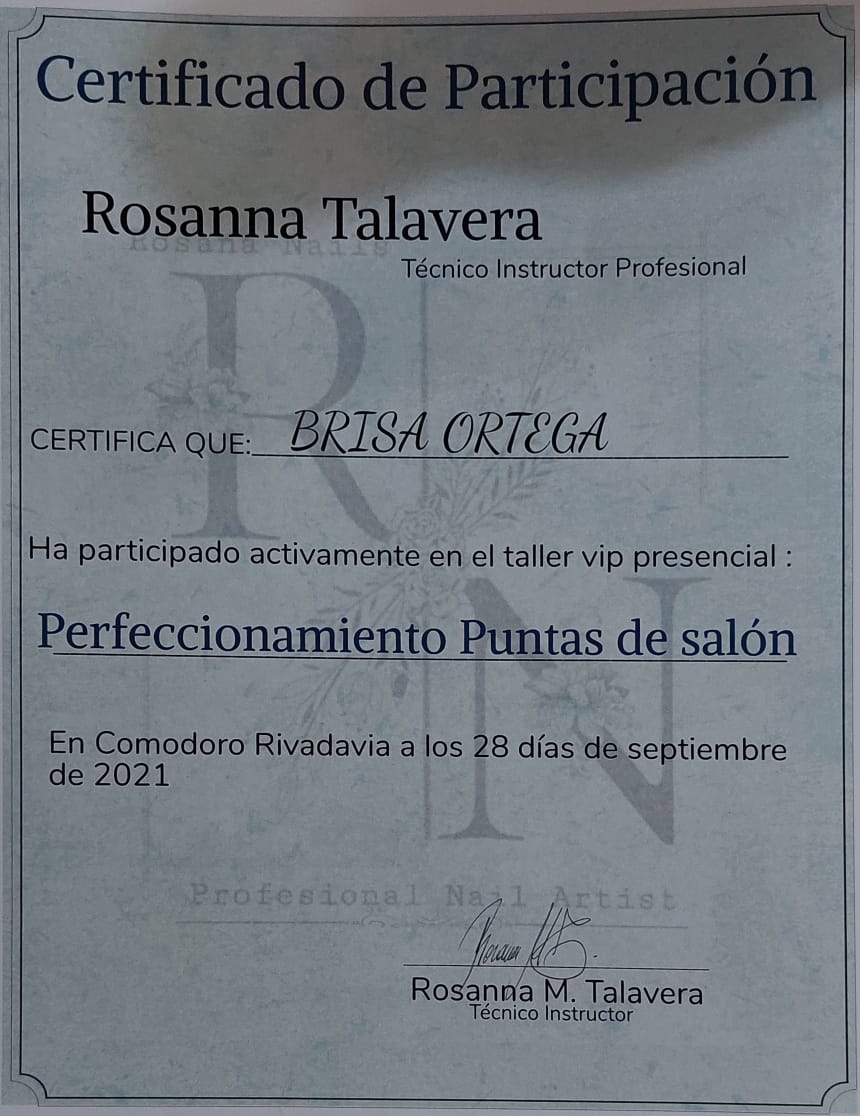 Certificado de Participación
Rosanna Talavera
Rosana Nails
Técnico Instructor Profesional
R
CERTIFICA QUE: BRISA ORTEGA
Ha participado activamente en el taller vip presencial :
N
Perfeccionamiento Puntas de salón
En Comodoro Rivadavia a los 28 días de septiembre
de 2021
Profesional Nail Artist
Rosanna M. Talavera
Técnico Instructor